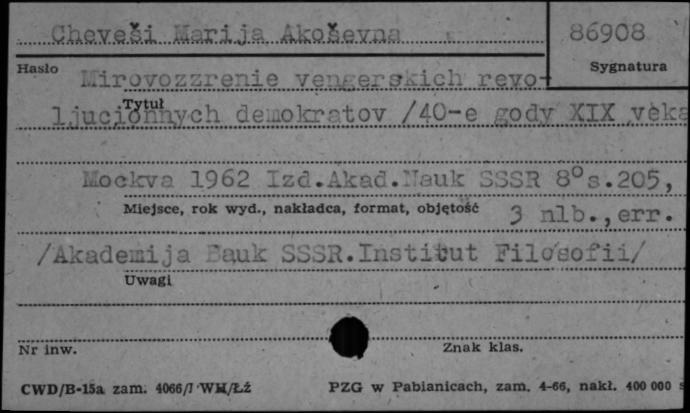 Cheveši Marija Akoševna 86908
Hasło Sygnatura
Mirovozzrenie vengerskich revo-
Tytuł
ljucionnych demokratov /40-e gody XIX veka
Mockva 1962 Izd.Akad.Nauk SSSR 8°s.205,
Miejsce, rok wyd., nakładca, format, objętość 3 nlb.,err.
/Akademija Bauk SSSR.Institut Filosofii/
Uwagi
Nr inw. Znak klas.
CWD/B-15a zam. 4066/I WH/Łż PZG w Pabianicach, zam. 4-66, nakł. 400 000 s